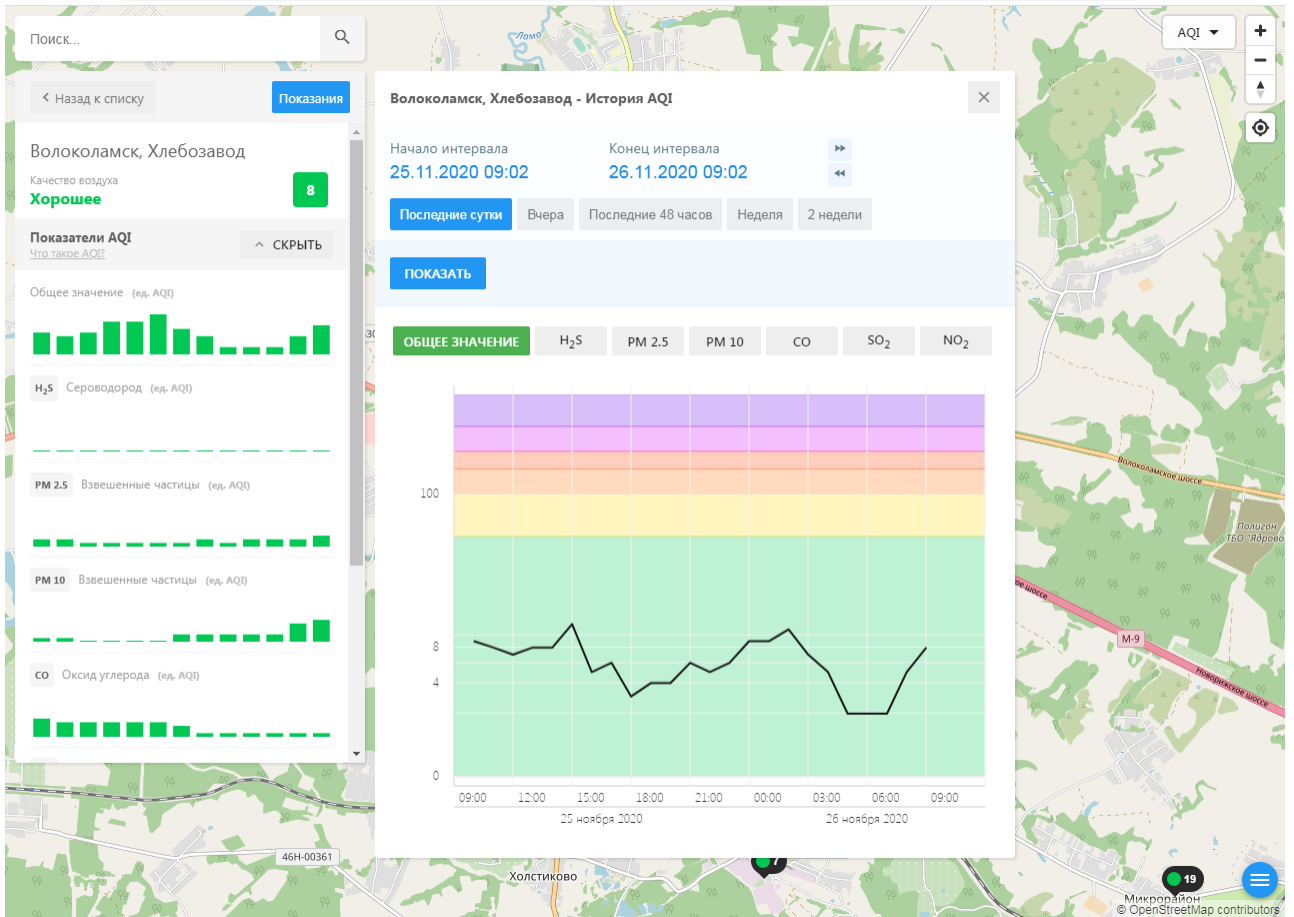 Поиск...
AQI
Назад к списку
Показания
Волоколамск, Хлебозавод
Качество воздуха
Хорошее
8
Показатели AQI
Что такое AQI?
СКРЫТЬ
Общее значение (ед. AQI)
H₂S Сероводород (ед. AQI)
PM 2.5 Взвешенные частицы (ед. AQI)
PM 10 Взвешенные частицы (ед. AQI)
CO Оксид углерода (ед. AQI)
Волоколамск, Хлебозавод - История AQI
Начало интервала
25.11.2020 09:02
Конец интервала
26.11.2020 09:02
Последние сутки
Вчера
Последние 48 часов
Неделя
2 недели
ПОКАЗАТЬ
ОБЩЕЕ ЗНАЧЕНИЕ
H₂S
PM 2.5
PM 10
CO
SO₂
NO₂
100
8
4
0
09:00 12:00 15:00 18:00 21:00 00:00 03:00 06:00 09:00
25 ноября 2020 26 ноября 2020
Ломо
Волоколамское шоссе
Полигон
ТБО "Ядрово
ое шоссе
М-9
Новорижское шоссе
46Н-00361
Холстиково
7
19
Микрорайон
© OpenStreetMap contributors